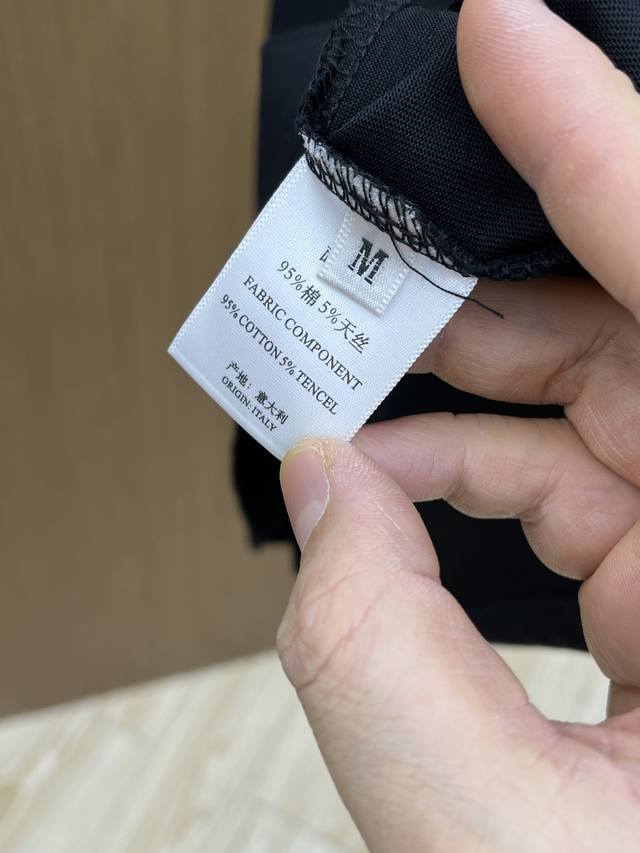 M
95%棉 5%天丝
FABRIC COMPONENT
95% COTTON 5% TENCEL
产地：意大利
ORIGIN: ITALY